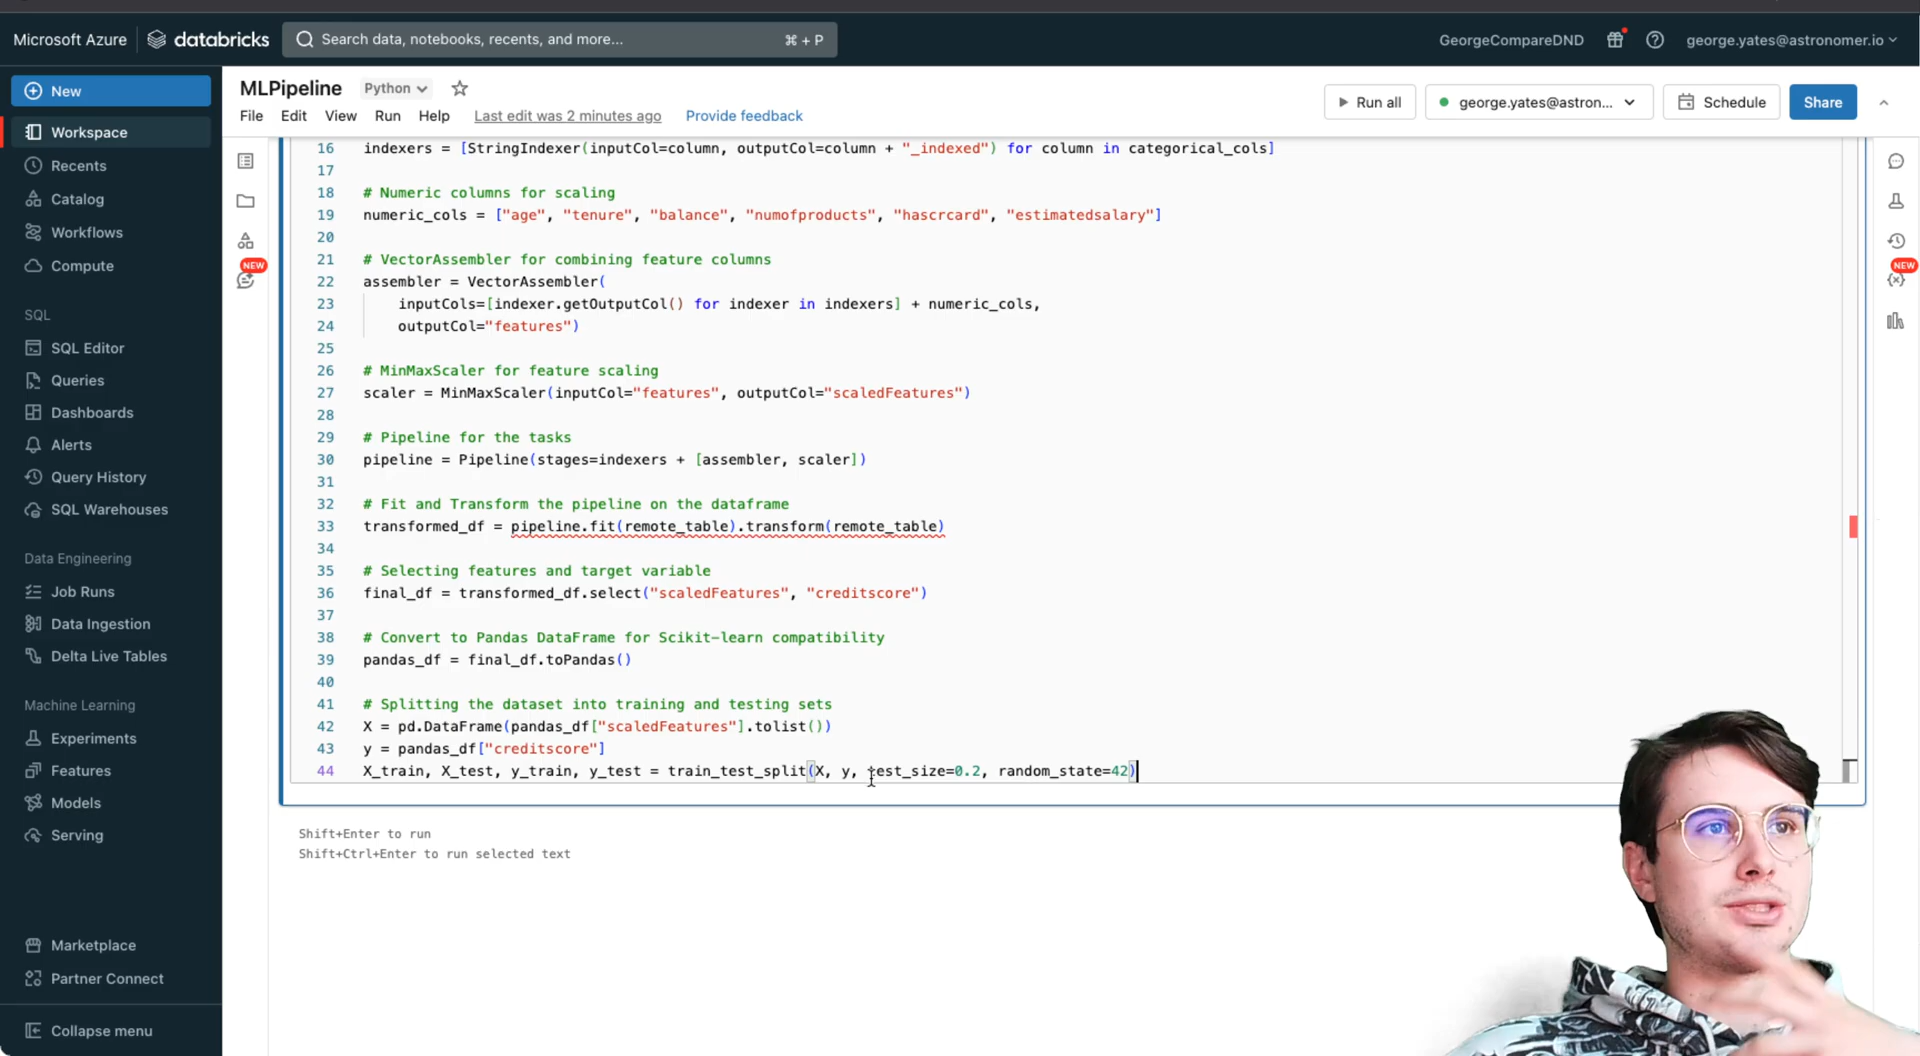 Microsoft Azure databricks Search data, notebooks, recents, and more... ⌘ + P GeorgeCompareDND george.yates@astronomer.io
New
Workspace
Recents
Catalog
Workflows
Compute
SQL
SQL Editor
Queries
Dashboards
Alerts
Query History
SQL Warehouses
Data Engineering
Job Runs
Data Ingestion
Delta Live Tables
Machine Learning
Experiments
Features
Models
Serving
Marketplace
Partner Connect
Collapse menu
MLPipeline Python
File Edit View Run Help Last edit was 2 minutes ago Provide feedback
Run all george.yates@astron... Schedule Share
NEW
16 indexers = [StringIndexer(inputCol=column, outputCol=column + "_indexed") for column in categorical_cols]
17
18 # Numeric columns for scaling
19 numeric_cols = ["age", "tenure", "balance", "numofproducts", "hascrcard", "estimatedsalary"]
20
21 # VectorAssembler for combining feature columns
22 assembler = VectorAssembler(
23 inputCols=[indexer.getOutputCol() for indexer in indexers] + numeric_cols,
24 outputCol="features")
25
26 # MinMaxScaler for feature scaling
27 scaler = MinMaxScaler(inputCol="features", outputCol="scaledFeatures")
28
29 # Pipeline for the tasks
30 pipeline = Pipeline(stages=indexers + [assembler, scaler])
31
32 # Fit and Transform the pipeline on the dataframe
33 transformed_df = pipeline.fit(remote_table).transform(remote_table)
34
35 # Selecting features and target variable
36 final_df = transformed_df.select("scaledFeatures", "creditscore")
37
38 # Convert to Pandas DataFrame for Scikit-learn compatibility
39 pandas_df = final_df.toPandas()
40
41 # Splitting the dataset into training and testing sets
42 X = pd.DataFrame(pandas_df["scaledFeatures"].tolist())
43 y = pandas_df["creditscore"]
44 X_train, X_test, y_train, y_test = train_test_split(X, y, test_size=0.2, random_state=42)
Shift+Enter to run
Shift+Ctrl+Enter to run selected text
NEW